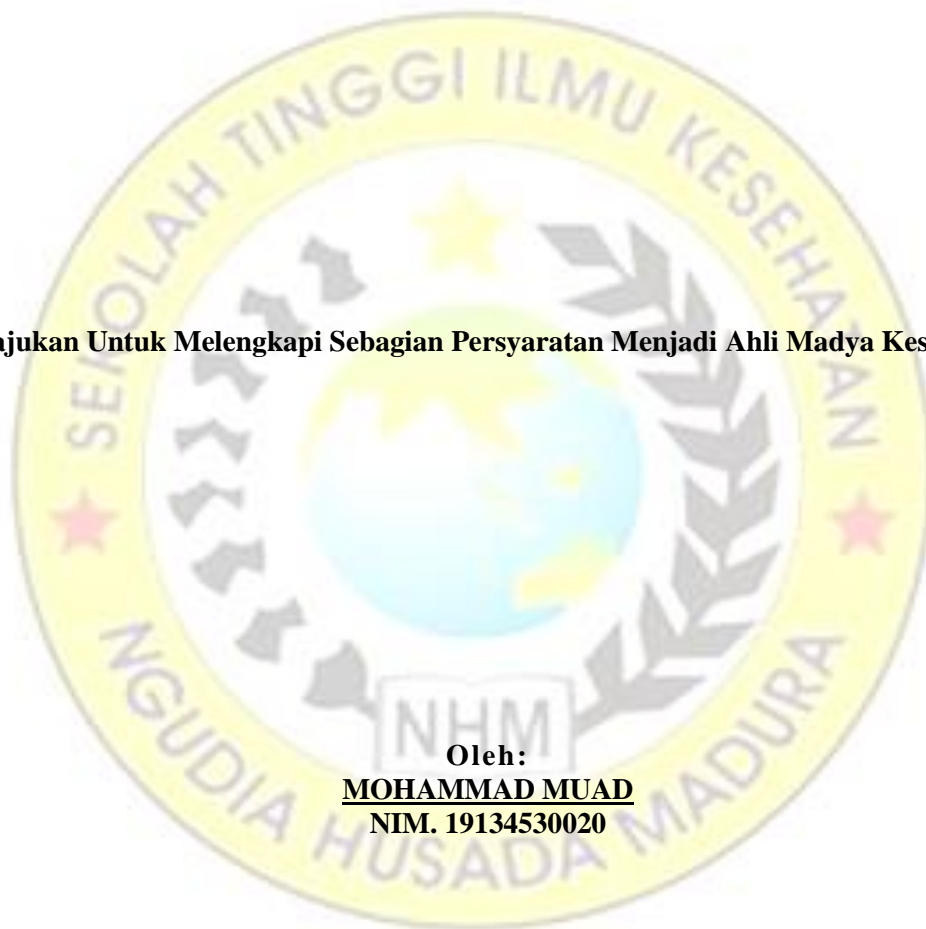 SEKOLAH TINGGI ILMU KESEHATAN
ajukan Untuk Melengkapi Sebagian Persyaratan Menjadi Ahli Madya Kes
NHM
Oleh:
MOHAMMAD MUAD
NIM. 19134530020
NGUDIA HUSADA MADURA